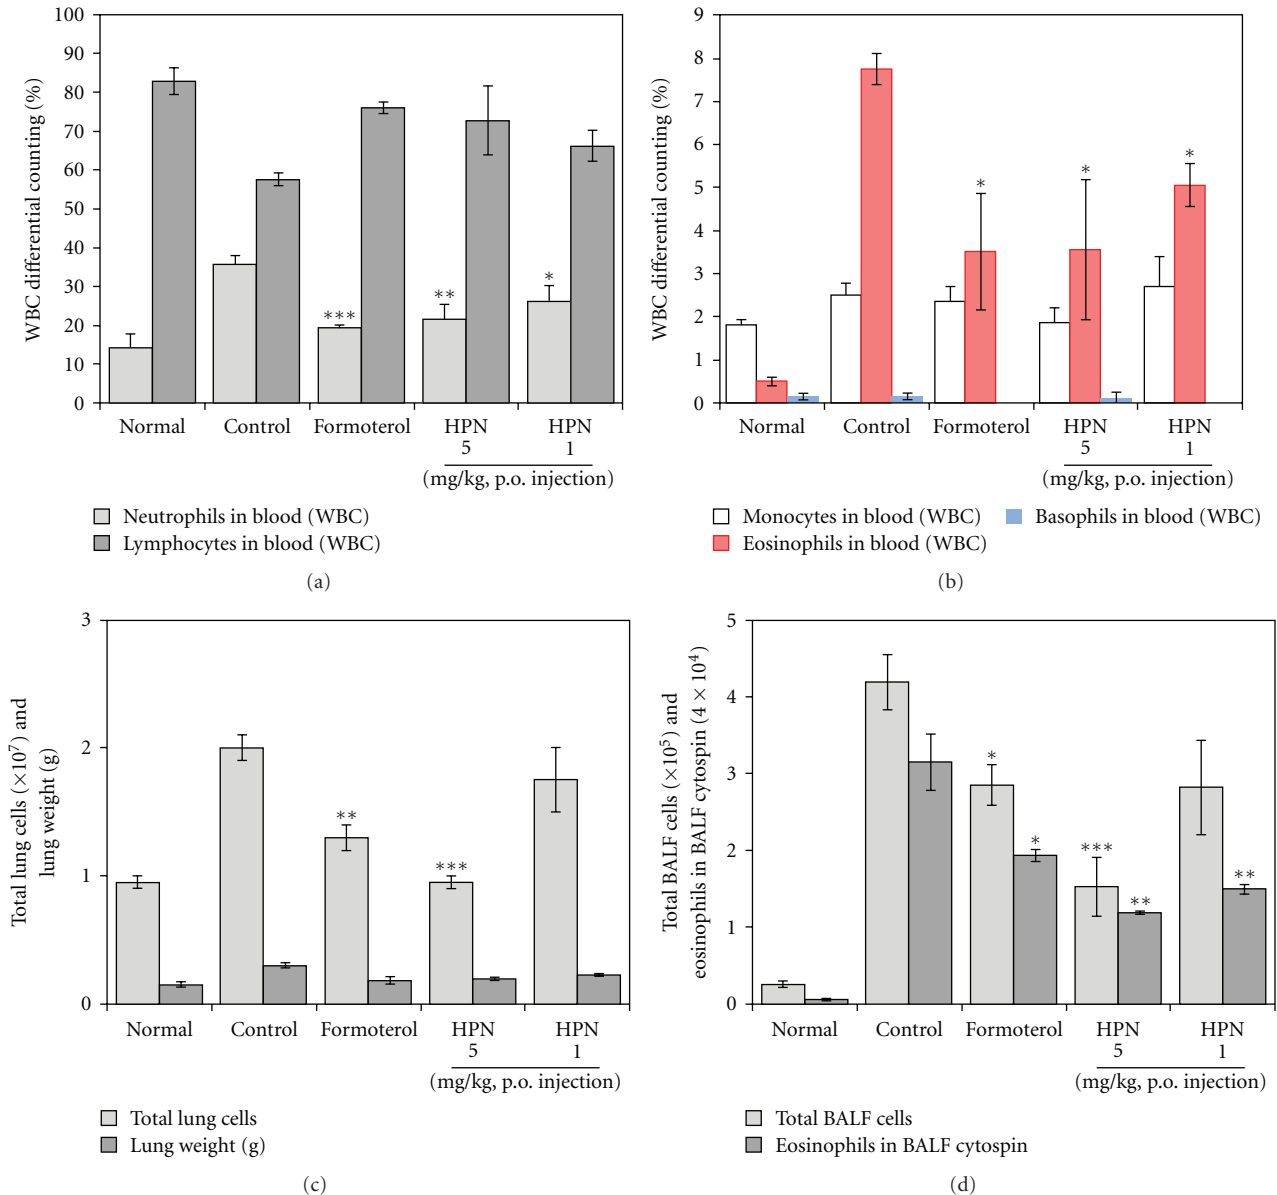 WBC differential counting (%)
100
90
80
70
60
50
40
30
20
10
0
***
**
*
Normal
Control
Formoterol
HPN
5
HPN
1
(mg/kg, p.o. injection)
Neutrophils in blood (WBC)
Lymphocytes in blood (WBC)
(a)
WBC differential counting (%)
9
8
7
6
5
4
3
2
1
0
*
*
*
Normal
Control
Formoterol
HPN
5
HPN
1
(mg/kg, p.o. injection)
Monocytes in blood (WBC)
Basophils in blood (WBC)
Eosinophils in blood (WBC)
(b)
Total lung cells (×10⁷) and
lung weight (g)
3
2
1
0
**
***
Normal
Control
Formoterol
HPN
5
HPN
1
(mg/kg, p.o. injection)
Total lung cells
Lung weight (g)
(c)
Total BALF cells (×10⁵) and
eosinophils in BALF cytospin (4 × 10⁴)
5
4
3
2
1
0
*
*
***
**
**
Normal
Control
Formoterol
HPN
5
HPN
1
(mg/kg, p.o. injection)
Total BALF cells
Eosinophils in BALF cytospin
(d)